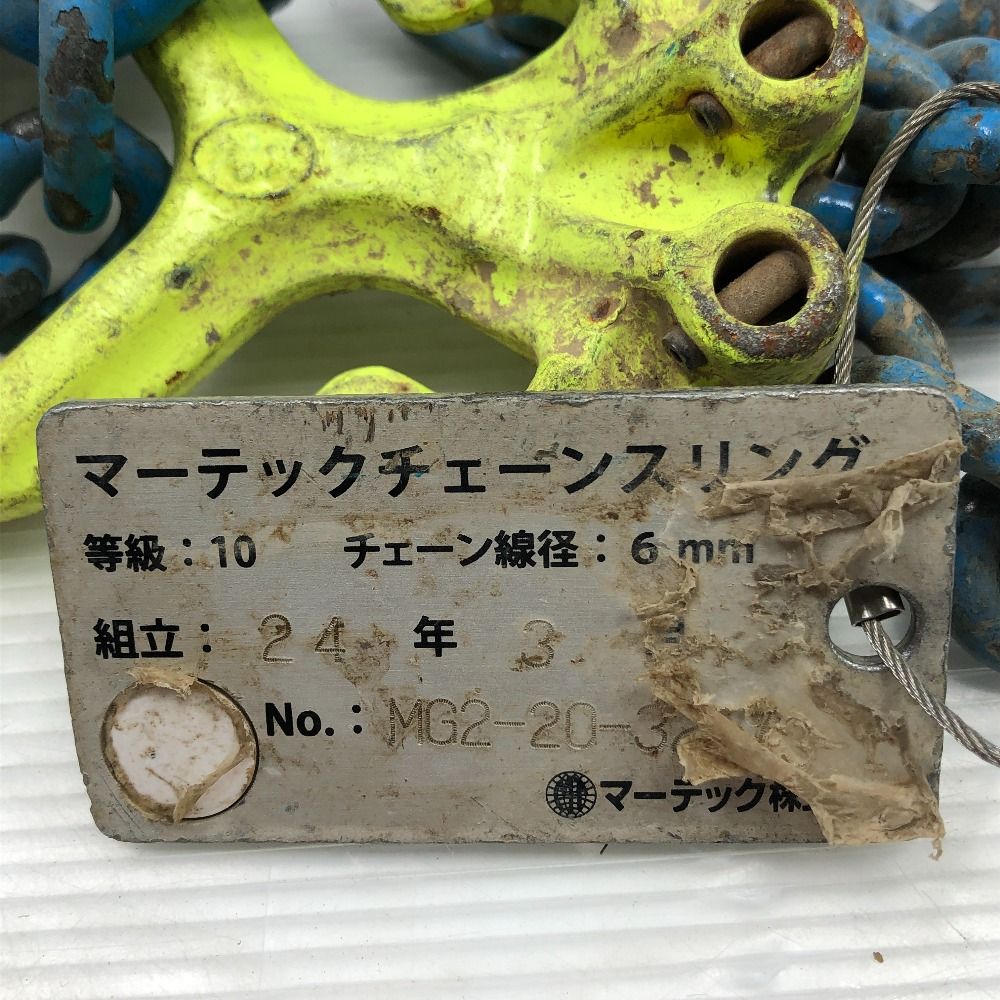 マーテックチェーンスリング
等級：10 チェーン線径：6 mm
組立： 24 年 3
No.： MG2-20-3
マーテック株